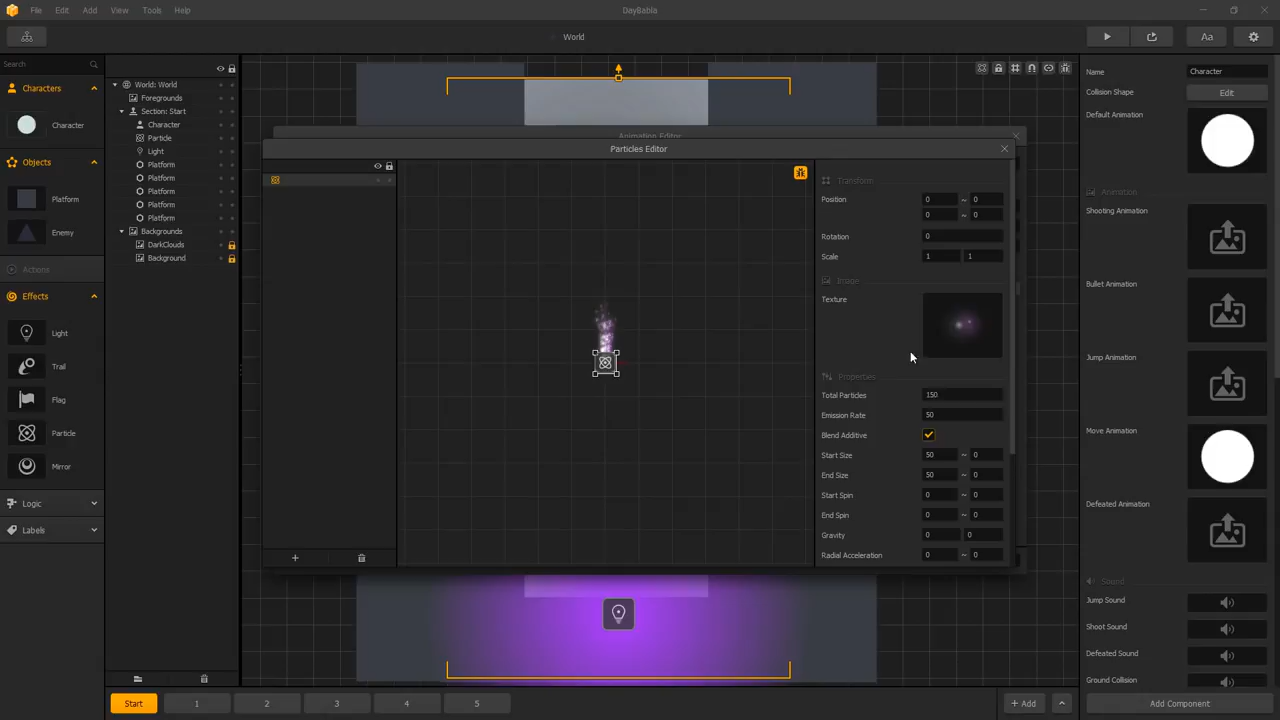 File Edit Add View Tools Help
DayBabla
World
Aa
Search
Characters
Character
Objects
Platform
Enemy
Actions
Effects
Light
Trail
Flag
Particle
Mirror
Logic
Labels
World: World
Foregrounds
Section: Start
Character
Particle
Light
Platform
Platform
Platform
Platform
Platform
Backgrounds
DarkClouds
Background
Animation Editor
Particles Editor
Transform
Position 0 ~ 0
0 ~ 0
Rotation 0
Scale 1 1
Image
Texture
Properties
Total Particles 150
Emission Rate 50
Blend Additive
Start Size 50 ~ 0
End Size 50 ~ 0
Start Spin 0 ~ 0
End Spin 0 ~ 0
Gravity 0 0
Radial Acceleration 0 ~ 0
Name Character
Collision Shape Edit
Default Animation
Animation
Shooting Animation
Bullet Animation
Jump Animation
Move Animation
Defeated Animation
Sound
Jump Sound
Shoot Sound
Defeated Sound
Ground Collision
Start 1 2 3 4 5 + Add
Add Component